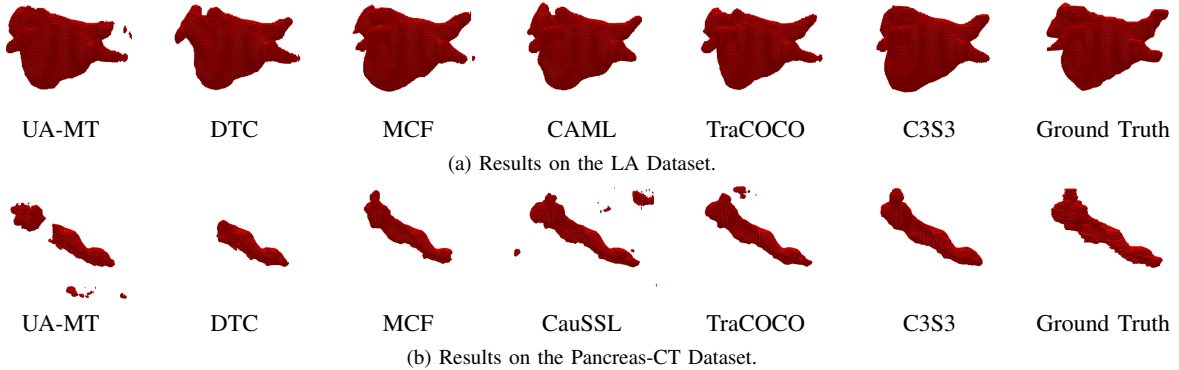 UA-MT DTC MCF CAML TraCOCO C3S3 Ground Truth
(a) Results on the LA Dataset.
UA-MT DTC MCF CauSSL TraCOCO C3S3 Ground Truth
(b) Results on the Pancreas-CT Dataset.